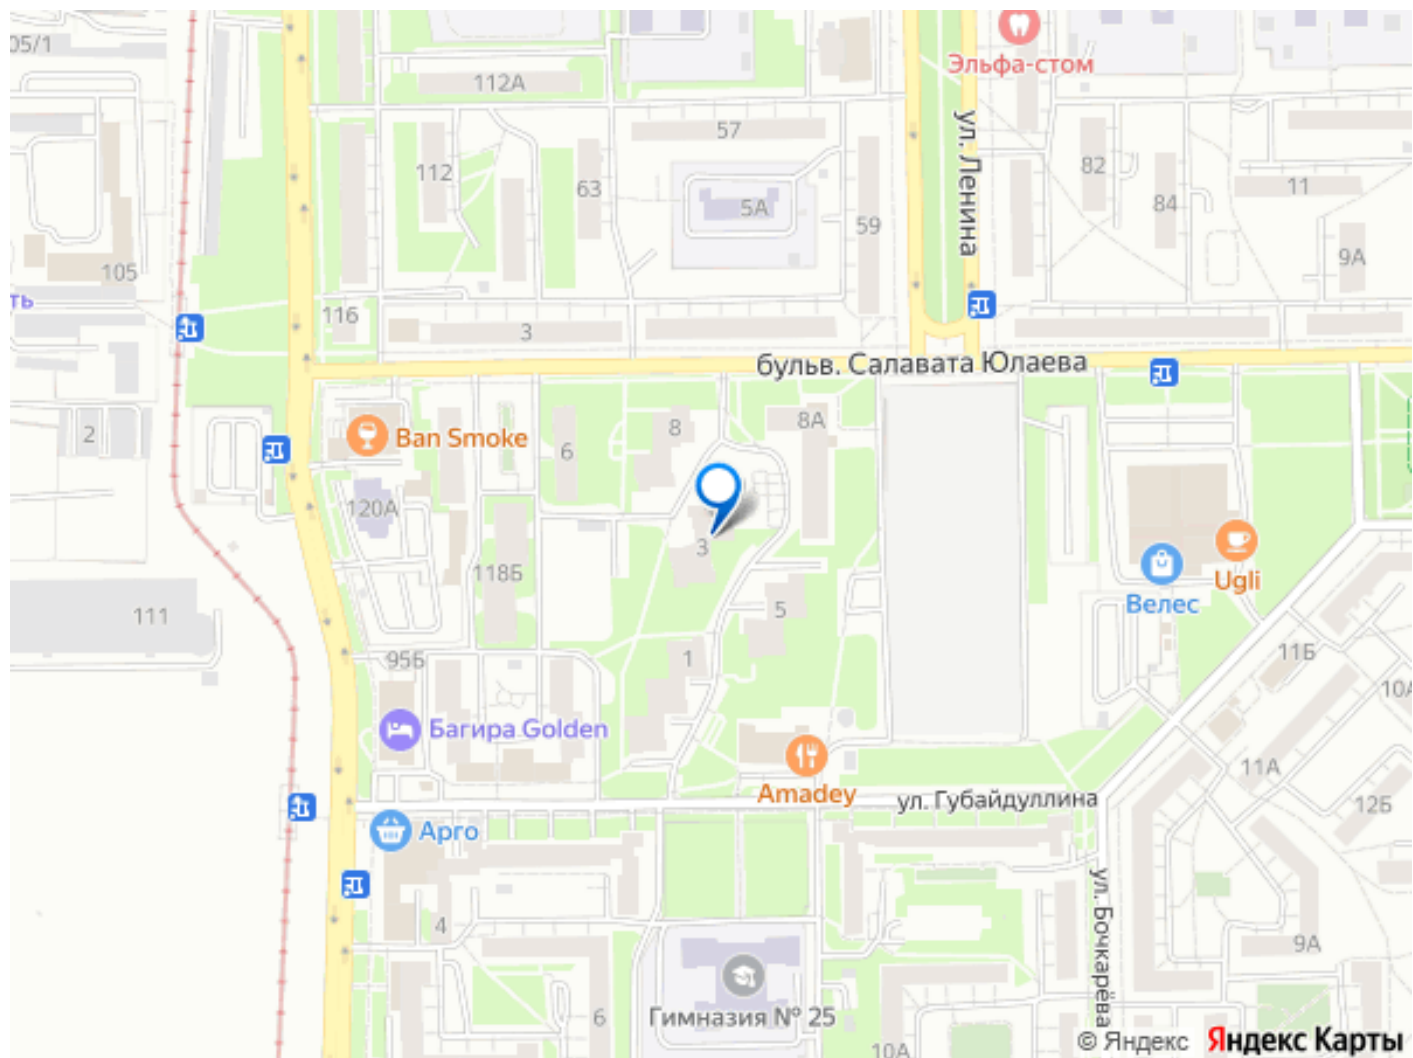 05/1
Эльфа-стом
112А
57
ул. Ленина
112
63
82
84
11
5А
59
9А
105
ть
116
3
бульв. Салавата Юлаева
2
Ban Smoke
6
8
8А
120А
3
118Б
Ugli
Велес
5
111
1
95Б
11Б
10А
Багира Golden
11А
Amadey
ул. Губайдуллина
12Б
Арго
ул. Бочкарёва
4
9А
6
Гимназия № 25
10А
© Яндекс Яндекс Карты